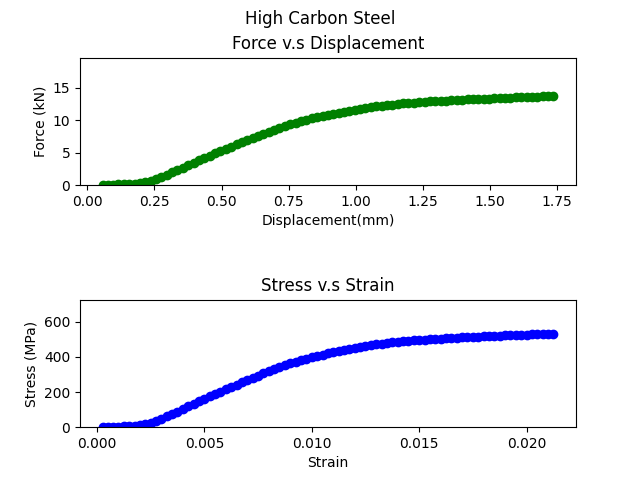 High Carbon Steel
Force v.s Displacement
15
10
5
0
Force (kN)
0.00 0.25 0.50 0.75 1.00 1.25 1.50 1.75
Displacement(mm)
Stress v.s Strain
600
400
200
0
Stress (MPa)
0.000 0.005 0.010 0.015 0.020
Strain